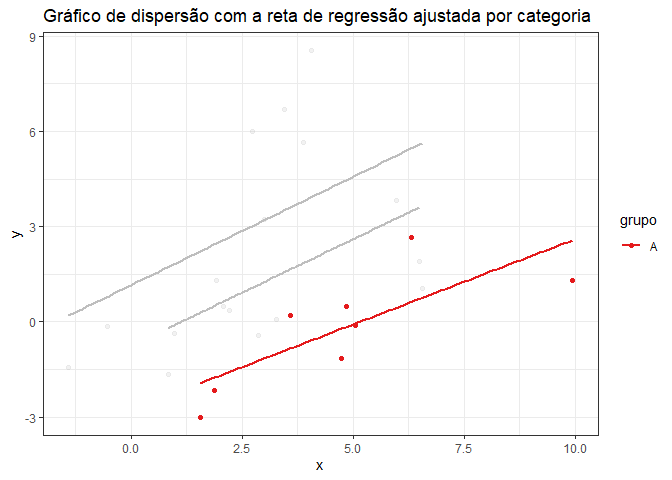 Gráfico de dispersão com a reta de regressão ajustada por categoria
9
6
3
0
-3
y
0.0 2.5 5.0 7.5 10.0
x
grupo
A